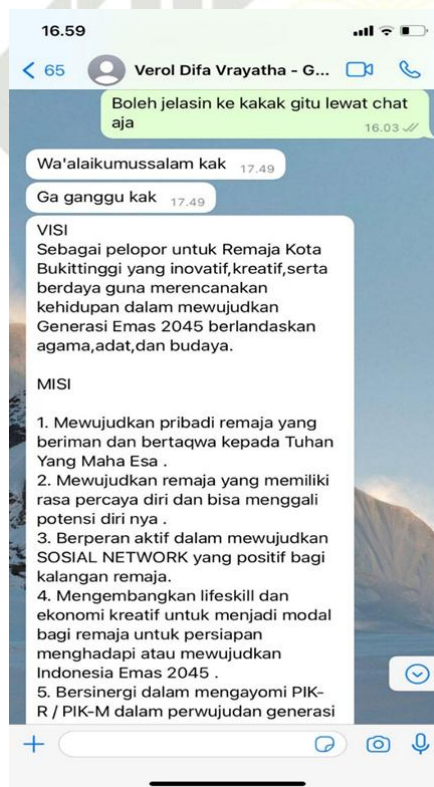 16.59
65
Verol Difa Vrayatha - G...
Boleh jelasin ke kakak gitu lewat chat
aja
16.03
Wa'alaikumussalam kak 17.49
Ga ganggu kak 17.49
VISI
Sebagai pelopor untuk Remaja Kota
Bukittinggi yang inovatif,kreatif,serta
berdaya guna merencanakan
kehidupan dalam mewujudkan
Generasi Emas 2045 berlandaskan
agama,adat,dan budaya.
MISI
1. Mewujudkan pribadi remaja yang
beriman dan bertaqwa kepada Tuhan
Yang Maha Esa .
2. Mewujudkan remaja yang memiliki
rasa percaya diri dan bisa menggali
potensi diri nya .
3. Berperan aktif dalam mewujudkan
SOSIAL NETWORK yang positif bagi
kalangan remaja.
4. Mengembangkan lifeskill dan
ekonomi kreatif untuk menjadi modal
bagi remaja untuk persiapan
menghadapi atau mewujudkan
Indonesia Emas 2045 .
5. Bersinergi dalam mengayomi PIK-
R / PIK-M dalam perwujudan generasi